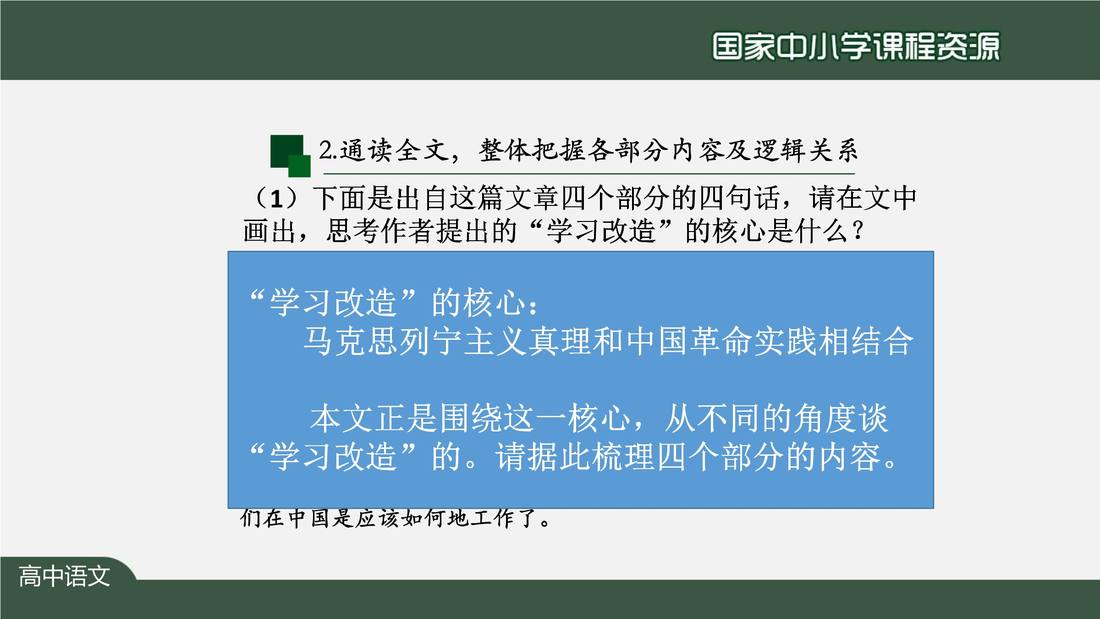 国家中小学课程资源
2.通读全文，整体把握各部分内容及逻辑关系
（1）下面是出自这篇文章四个部分的四句话，请在文中
画出，思考作者提出的“学习改造”的核心是什么？
“学习改造”的核心：
马克思列宁主义真理和中国革命实践相结合
本文正是围绕这一核心，从不同的角度谈
“学习改造”的。请据此梳理四个部分的内容。
们在中国是应该如何地工作了。
高中语文